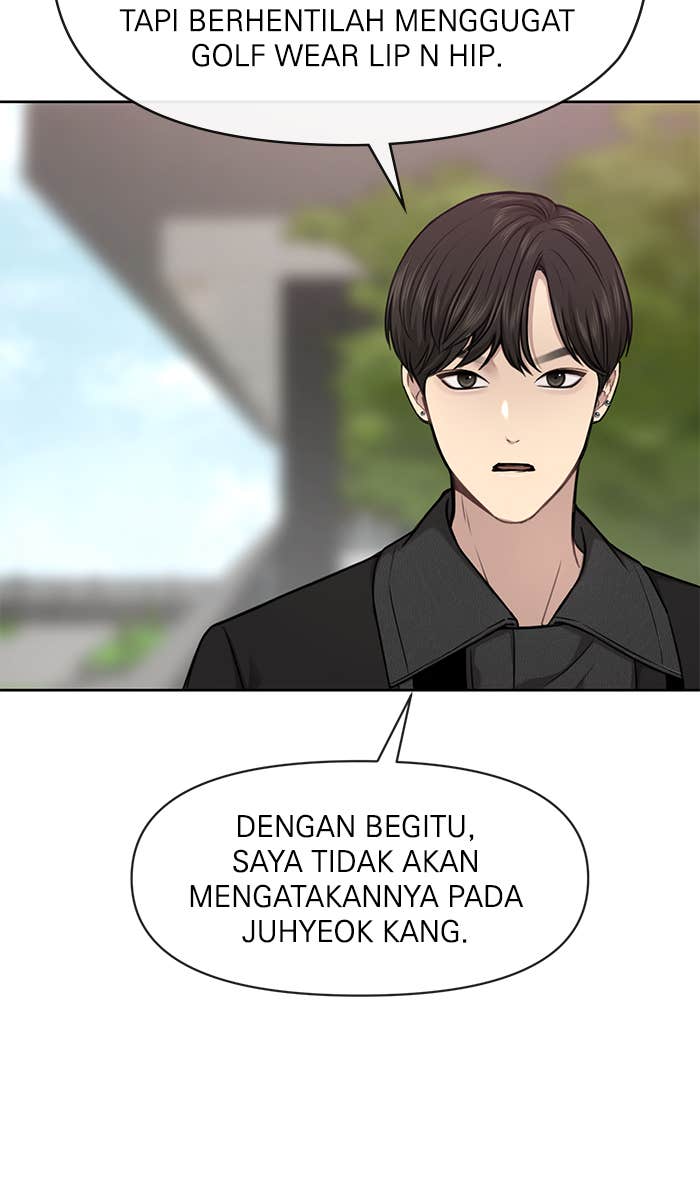 TAPI BERHENTILAH MENGGUGAT
GOLF WEAR LIP N HIP.
DENGAN BEGITU,
SAYA TIDAK AKAN
MENGATAKANNYA PADA
JUHYEOK KANG.